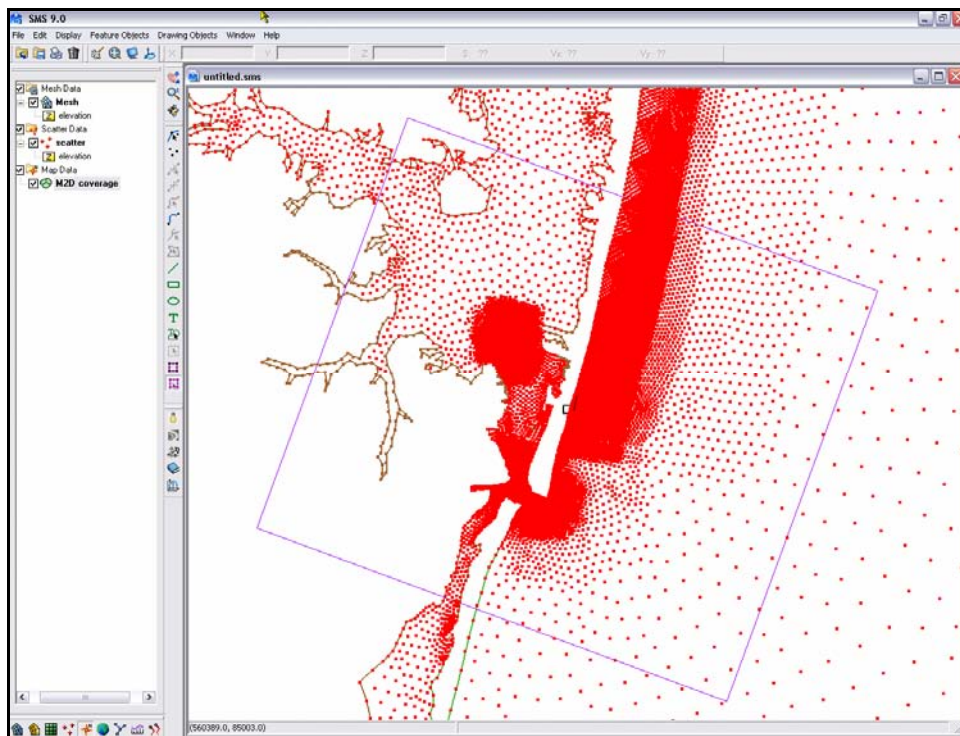 SMS 9.0
File Edit Display Feature Objects Drawing Objects Window Help
X Y Z S: ?? Vx: ?? Vy: ??
untitled.sms
Mesh Data
Mesh
elevation
Scatter Data
scatter
elevation
Map Data
M2D coverage
(560389.0, 85003.0)